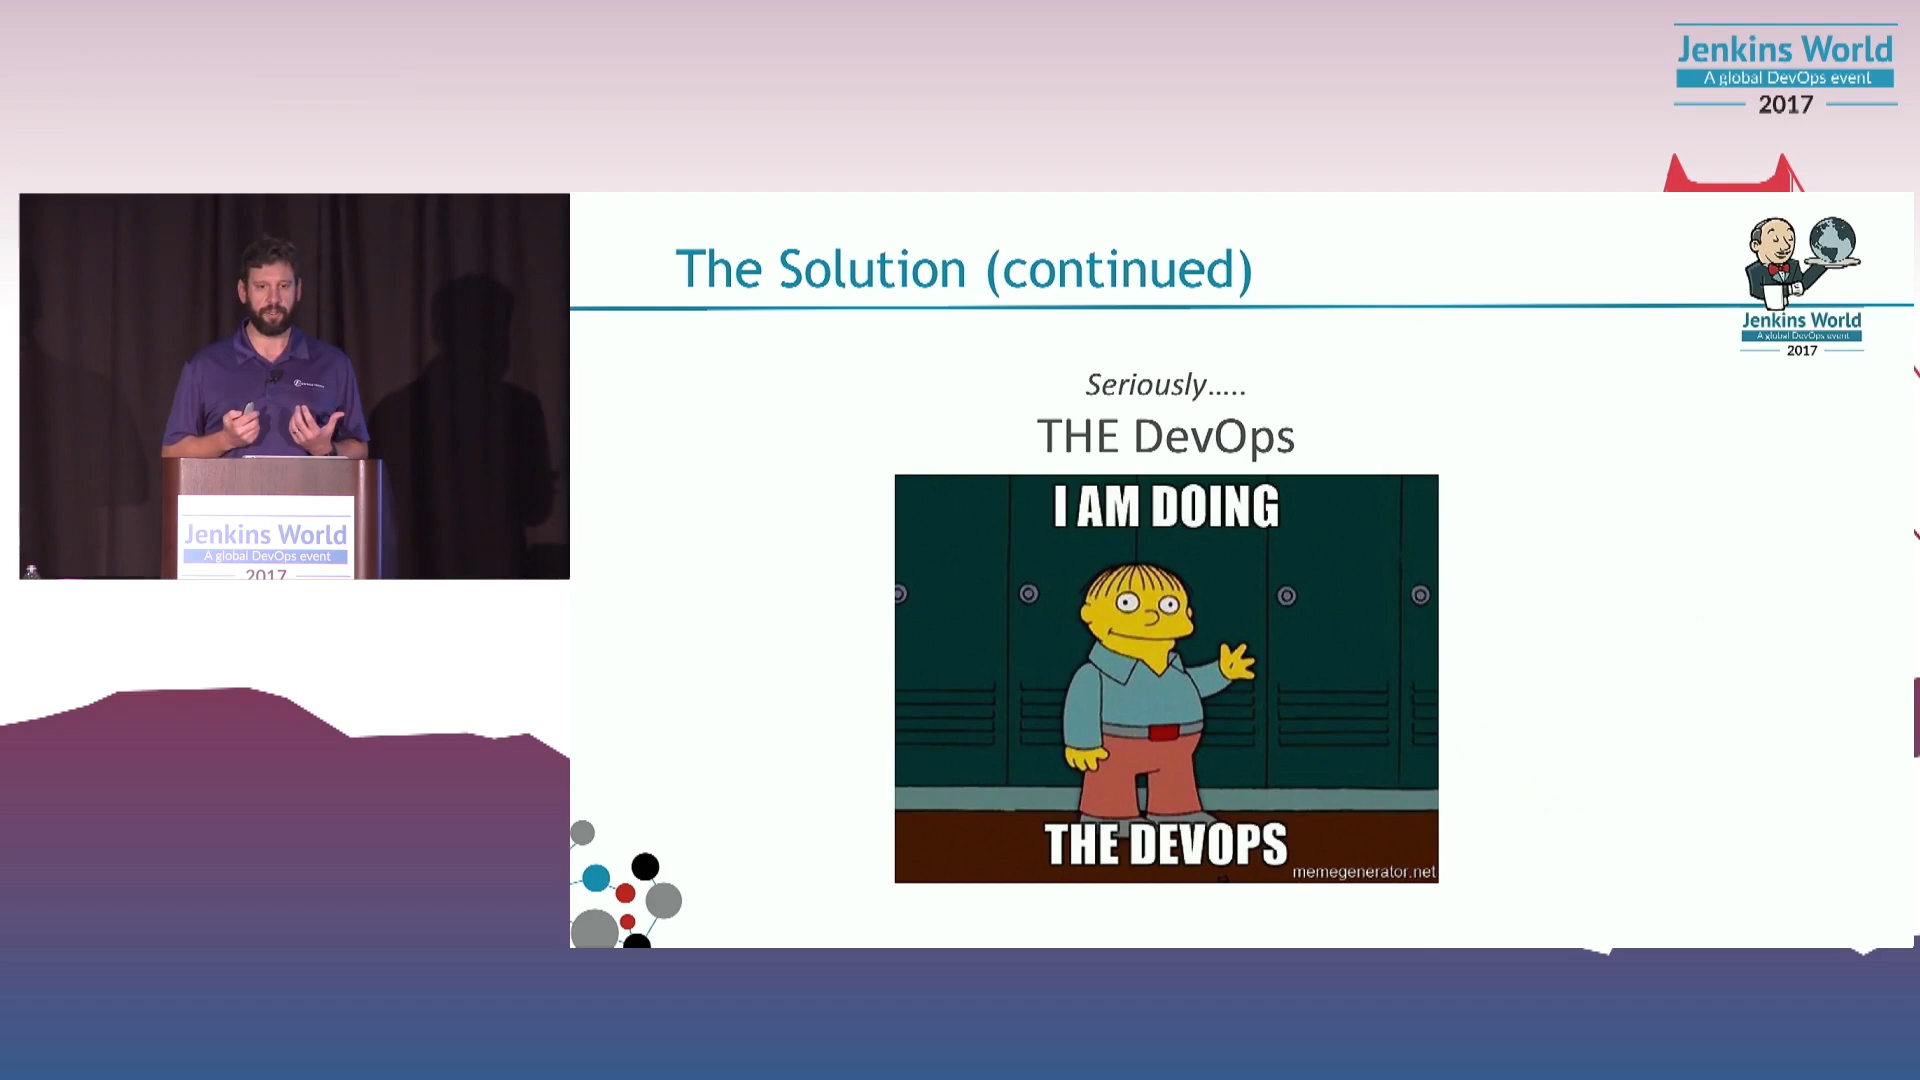 Jenkins World
A global DevOps event
2017
The Solution (continued)
Jenkins World
A global DevOps event
2017
Seriously.....
THE DevOps
I AM DOING
THE DEVOPS
memegenerator.net
Jenkins World
A global DevOps event
2017